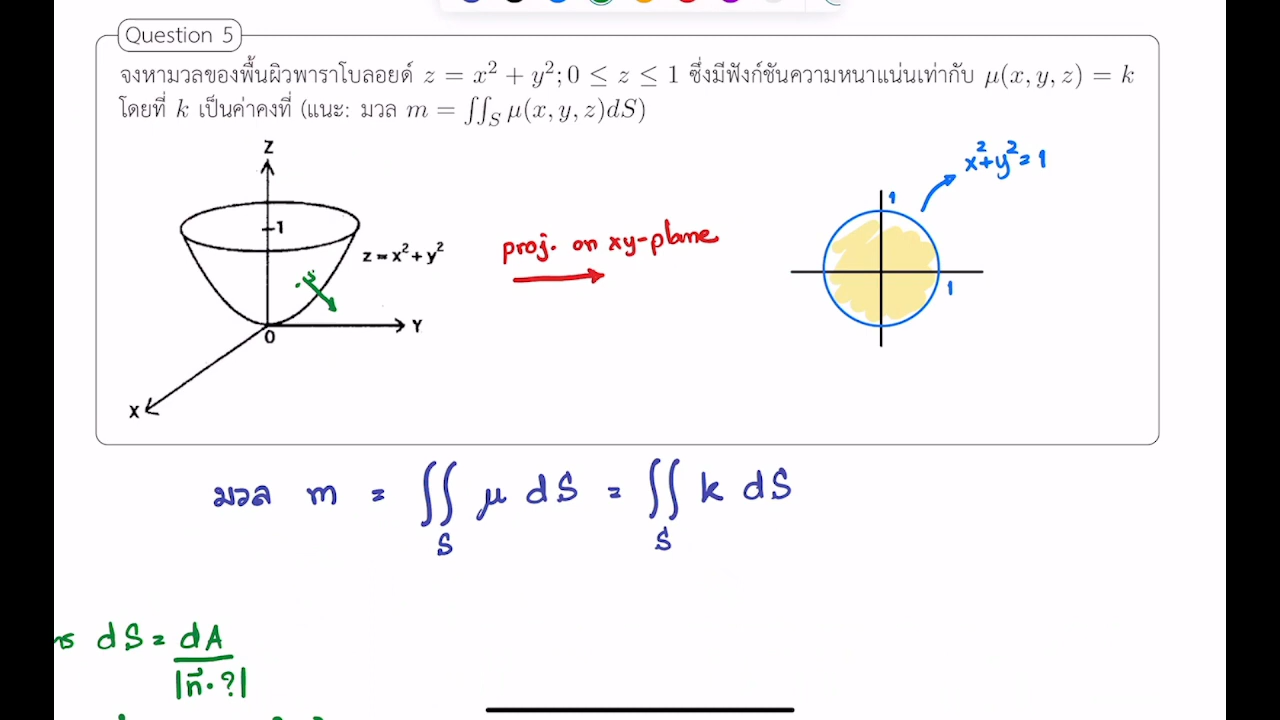 Question 5
จงหามวลของพื้นผิวพาราโบลอยด์ z = x² + y²; 0 ≤ z ≤ 1 ซึ่งมีฟังก์ชันความหนาแน่นเท่ากับ μ(x, y, z) = k
โดยที่ k เป็นค่าคงที่ (แนะ: มวล m = ∬_S μ(x, y, z)dS)
Z
1
z = x² + y²
Y
0
X
proj. on xy-plane
x² + y² = 1
1
1
มวล m = ∬_S μ dS = ∬_S k dS
dS = dA / |n⃗ · ?|